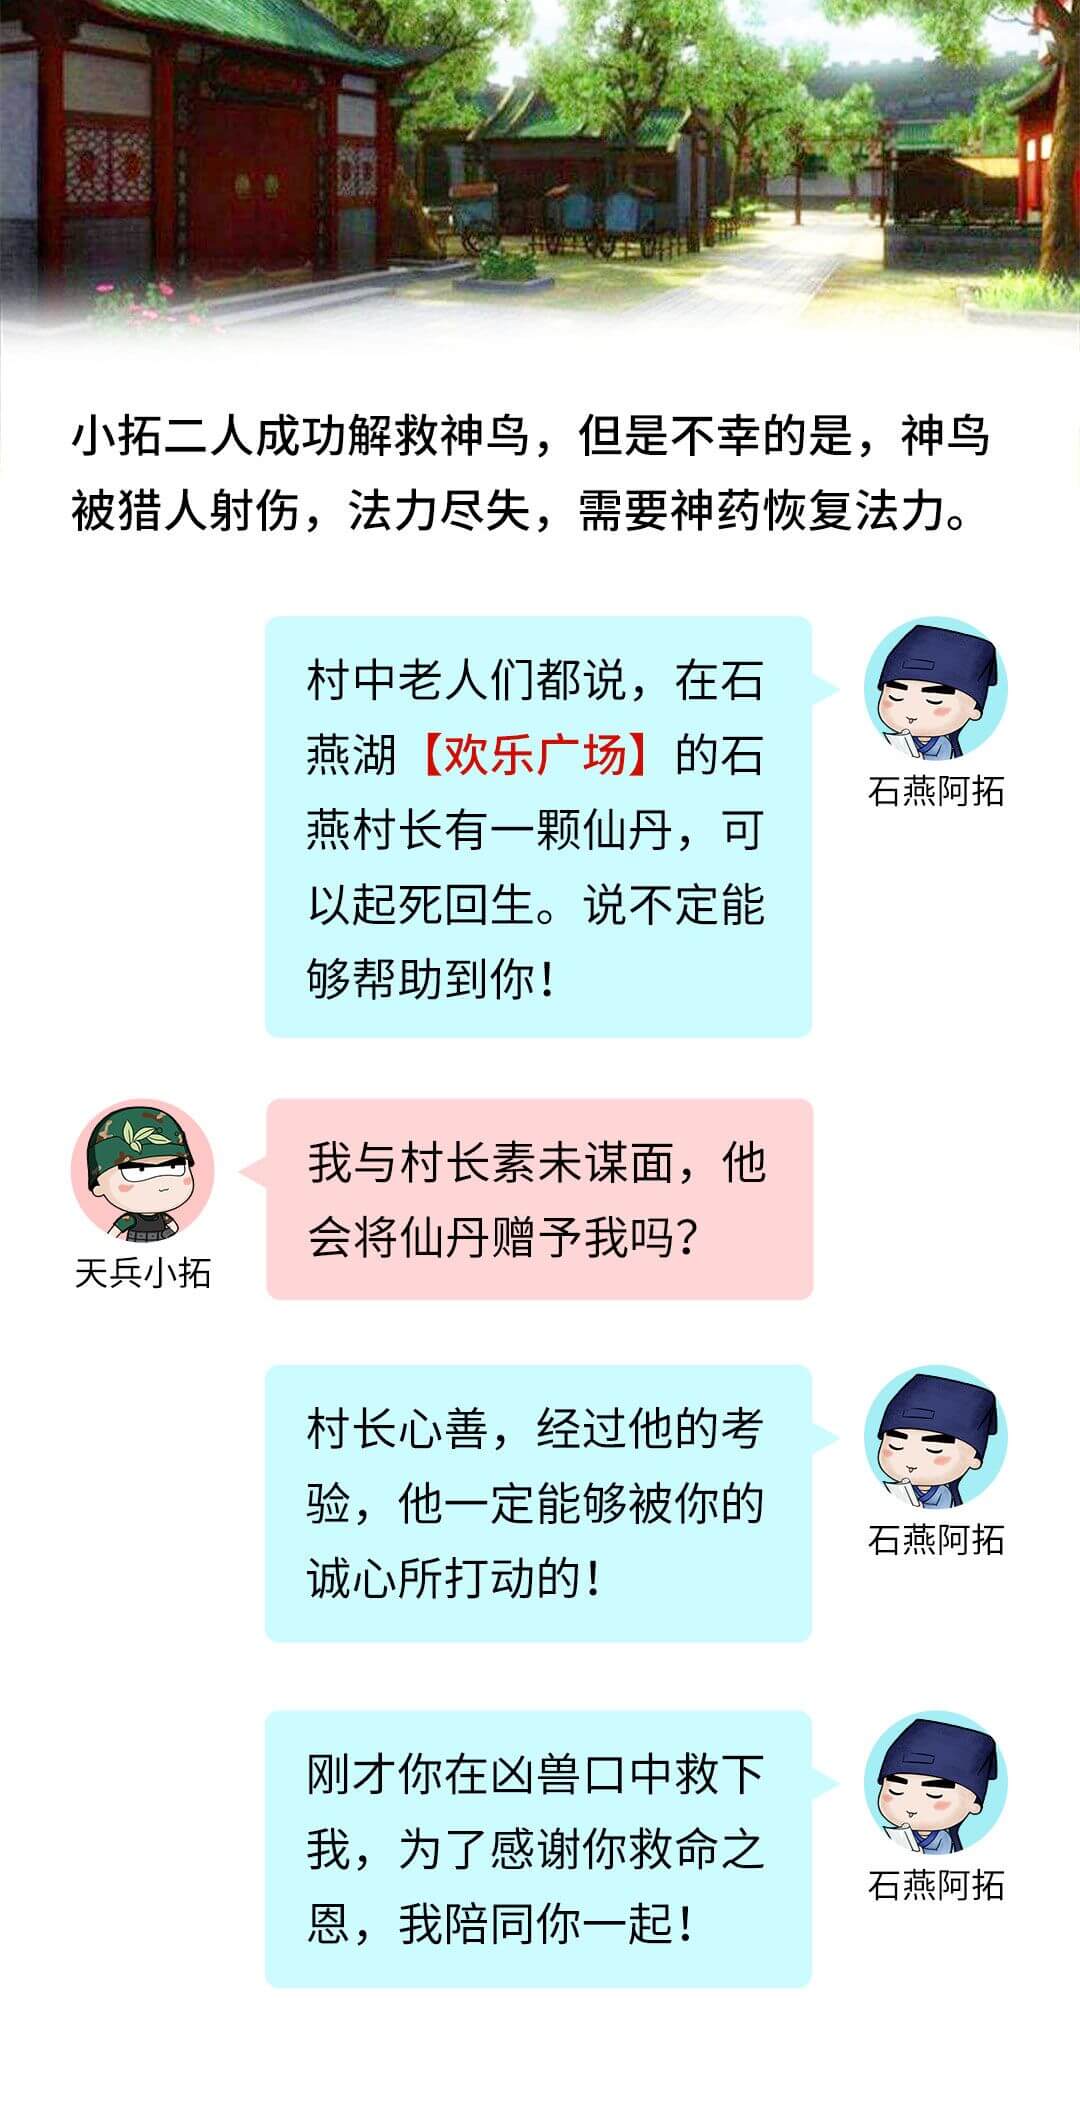 小拓二人成功解救神鸟，但是不幸的是，神鸟
被猎人射伤，法力尽失，需要神药恢复法力。
村中老人们都说，在石
燕湖【欢乐广场】的石
燕村长有一颗仙丹，可
以起死回生。说不定能
够帮助到你！
石燕阿拓
我与村长素未谋面，他
会将仙丹赠予我吗？
天兵小拓
村长心善，经过他的考
验，他一定能够被你的
诚心所打动的！
石燕阿拓
刚才你在凶兽口中救下
我，为了感谢你救命之
恩，我陪同你一起！
石燕阿拓